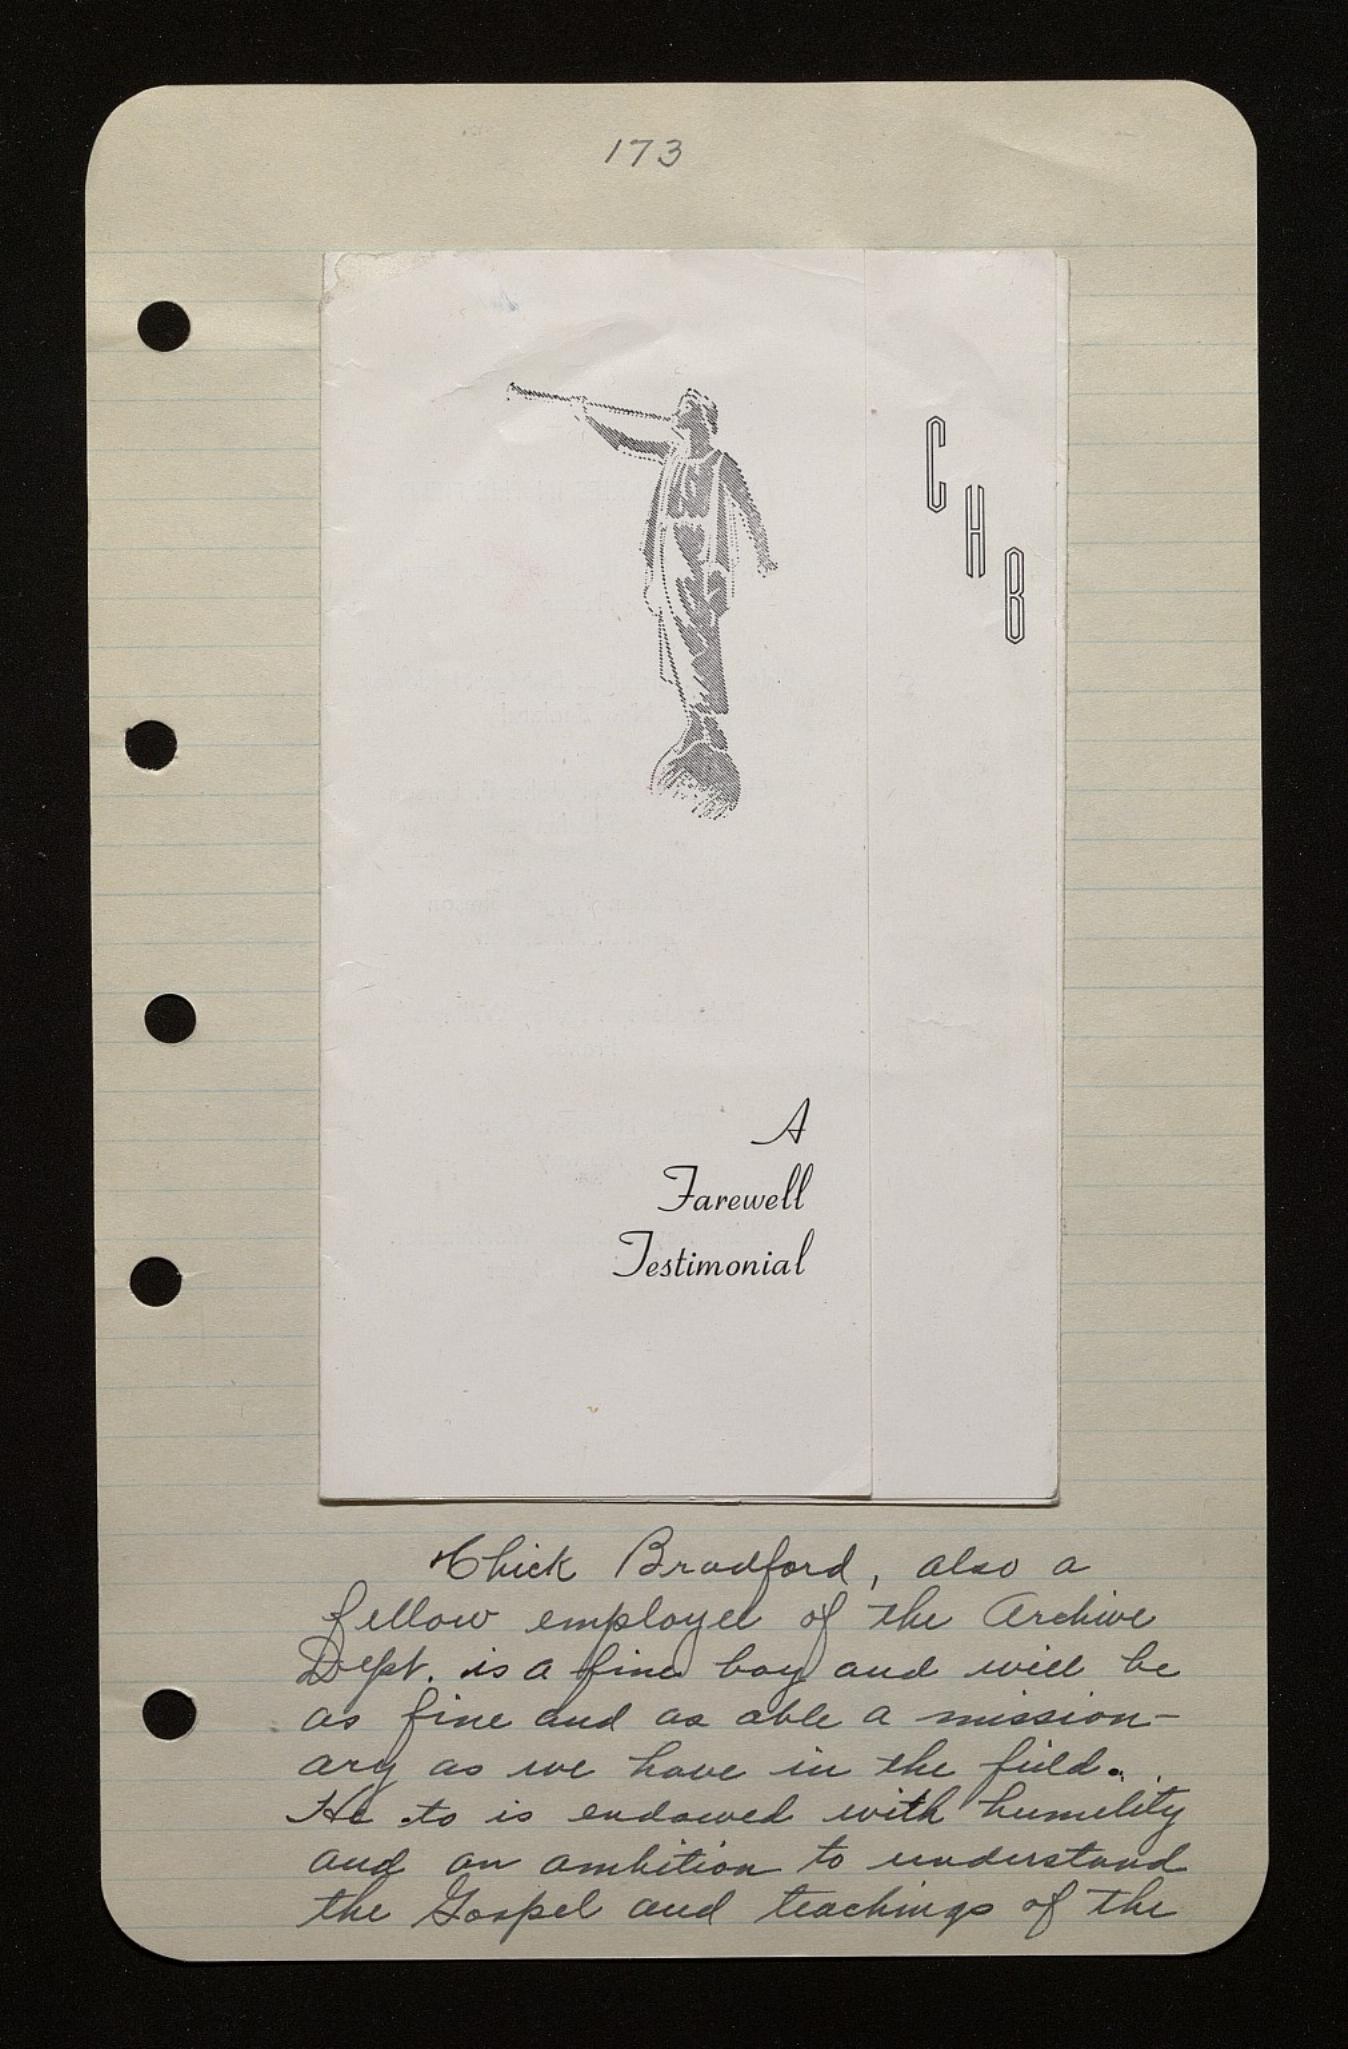 173
C
H
B
A
Farewell
Testimonial
Chick Bradford, also a
fellow employee of the Archive
Dept. is a fine boy and will be
as fine and as able a mission-
ary as we have in the field.
He to is endowed with humility
and an ambition to understand
the Gospel and teachings of the